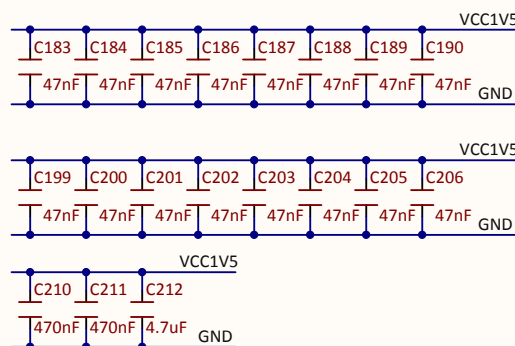 VCC1V5
C183 C184 C185 C186 C187 C188 C189 C190
47nF 47nF 47nF 47nF 47nF 47nF 47nF 47nF
GND
VCC1V5
C199 C200 C201 C202 C203 C204 C205 C206
47nF 47nF 47nF 47nF 47nF 47nF 47nF 47nF
GND
VCC1V5
C210 C211 C212
470nF 470nF 4.7uF
GND